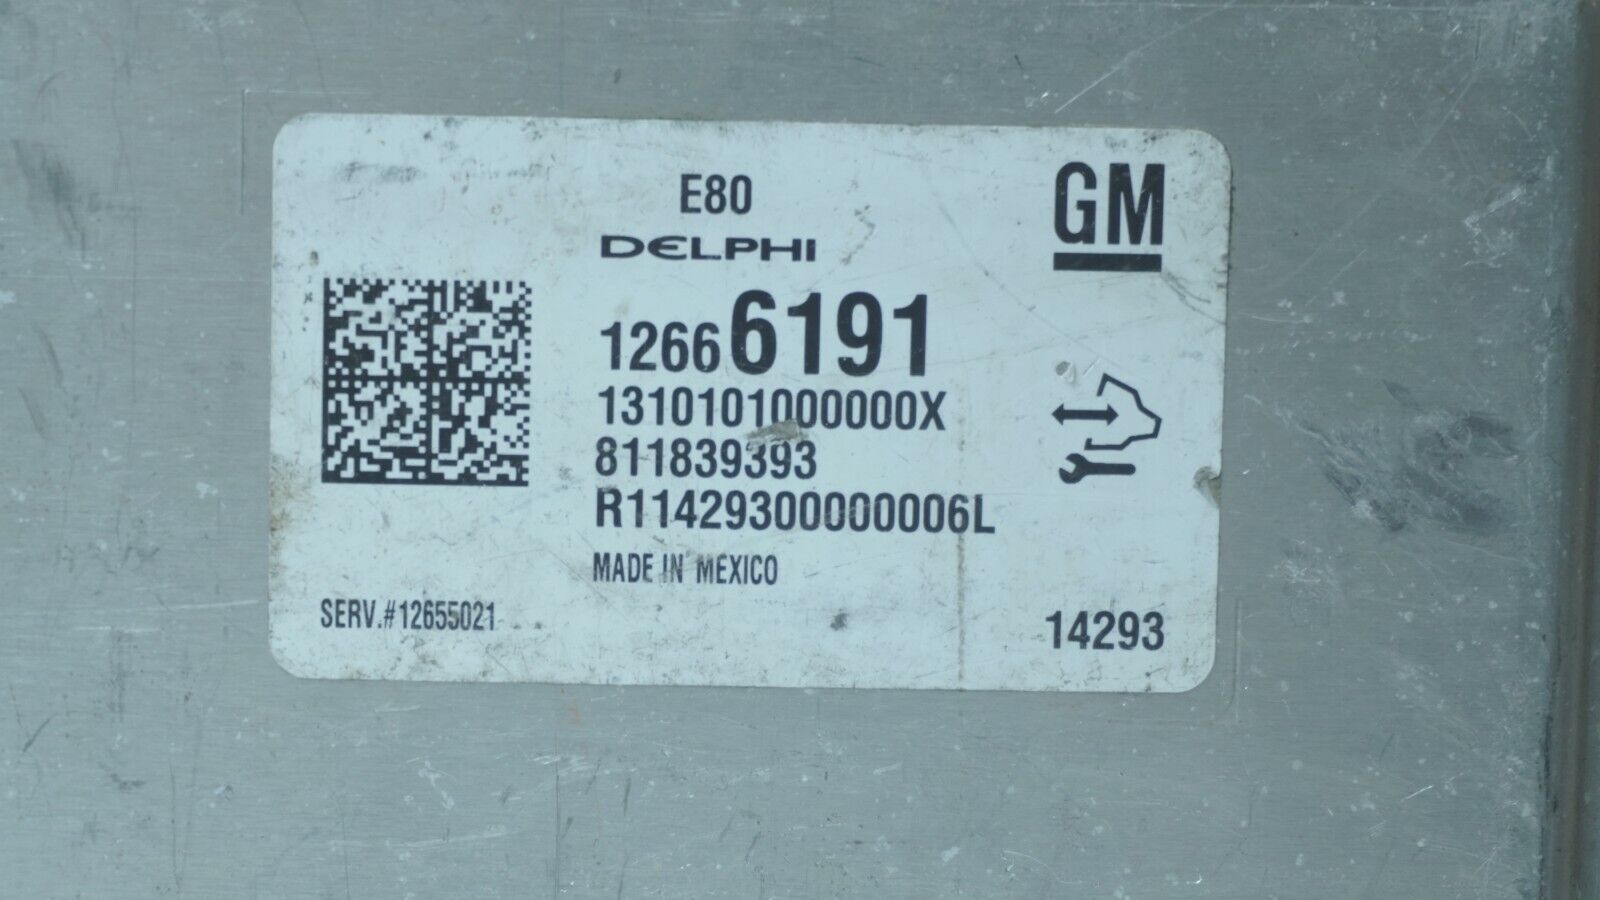 E80
GM
DELPHI
12666191
1310101000000X
811839393
R11429300000006L
MADE IN MEXICO
SERV.#12655021
14293